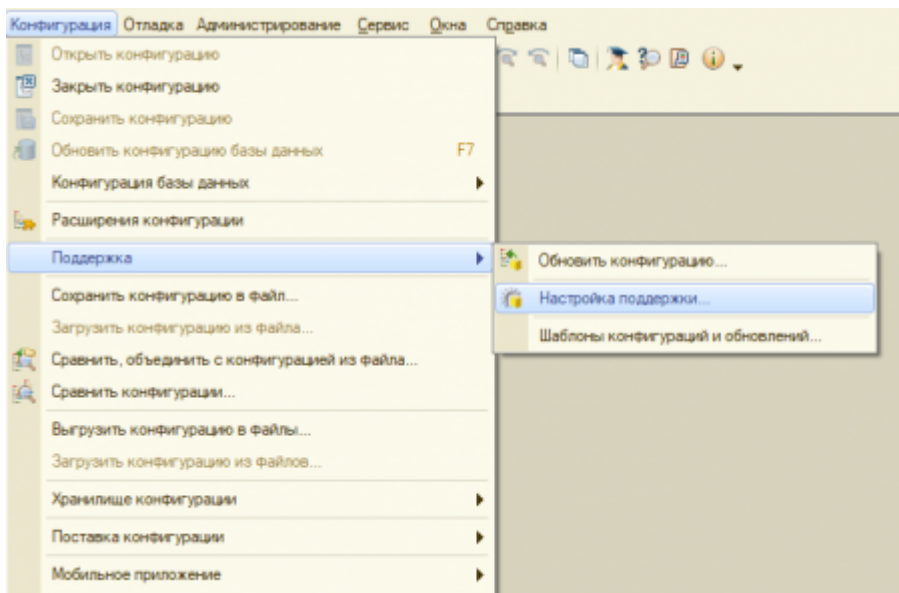 Конфигурация Отладка Администрирование Сервис Окна Справка
Открыть конфигурацию
Закрыть конфигурацию
Сохранить конфигурацию
Обновить конфигурацию базы данных F7
Конфигурация базы данных
Расширения конфигурации
Поддержка
Обновить конфигурацию...
Настройка поддержки...
Шаблоны конфигураций и обновлений...
Сохранить конфигурацию в файл...
Загрузить конфигурацию из файла...
Сравнить, объединить с конфигурацией из файла...
Сравнить конфигурации...
Выгрузить конфигурацию в файлы...
Загрузить конфигурацию из файлов...
Хранилище конфигурации
Поставка конфигурации
Мобильное приложение